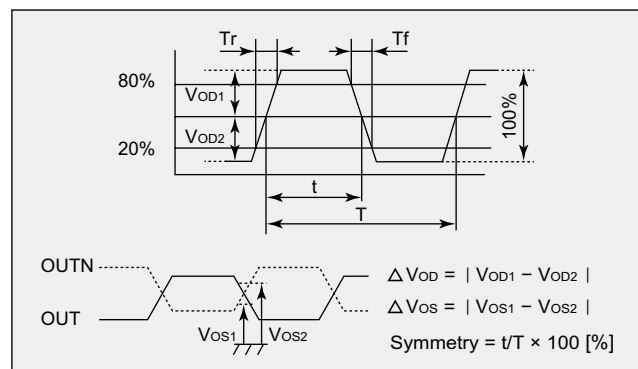 Tr
Tf
80%
VOD1
VOD2
20%
100%
t
T
OUTN
OUT
VOS1
VOS2
△VOD = | VOD1 − VOD2 |
△VOS = | VOS1 − VOS2 |
Symmetry = t/T × 100 [%]